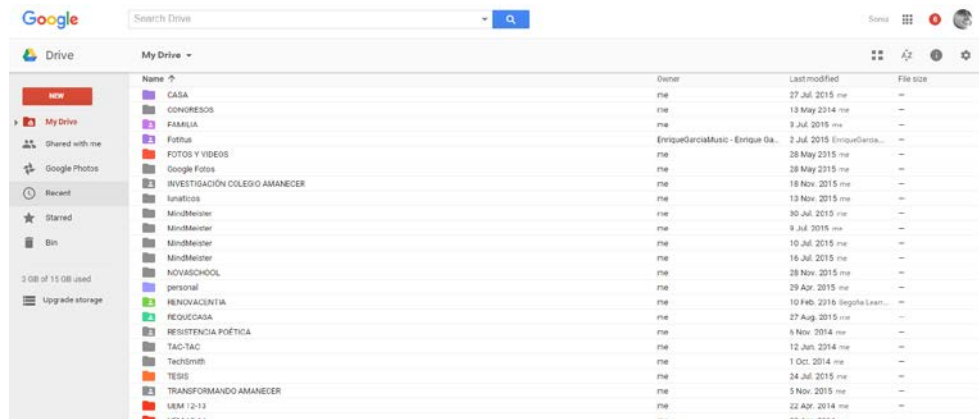 Google Search Drive Sonia 8
Drive My Drive
Name Owner Last modified File size
NEW
My Drive
Shared with me
Google Photos
Recent
Starred
Bin
3 GB of 15 GB used
Upgrade storage
CASA me 27 Jul. 2015 me –
CONGRESOS me 13 May 2014 me –
FAMILIA me 3 Jul. 2015 me –
Fotitus EnriqueGarciaMusic - Enrique Ga... 2 Jul. 2015 EnriqueGarcia... –
FOTOS Y VIDEOS me 28 May 2015 me –
Google Fotos me 28 May 2015 me –
INVESTIGACIÓN COLEGIO AMANECER me 18 Nov. 2015 me –
lunaticos me 13 Nov. 2015 me –
MindMeister me 30 Jul. 2015 me –
MindMeister me 9 Jul. 2015 me –
MindMeister me 10 Jul. 2015 me –
MindMeister me 16 Jul. 2015 me –
NOVASCHOOL me 28 Nov. 2015 me –
personal me 29 Apr. 2015 me –
RENOVACENTIA me 10 Feb. 2016 Begoña Lean... –
REQUECASA me 27 Aug. 2015 me –
RESISTENCIA POÉTICA me 6 Nov. 2014 me –
TAC-TAC me 12 Jun. 2014 me –
TechSmith me 1 Oct. 2014 me –
TESIS me 24 Jul. 2015 me –
TRANSFORMANDO AMANECER me 5 Nov. 2015 me –
UEM 12-13 me 22 Apr. 2014 me –